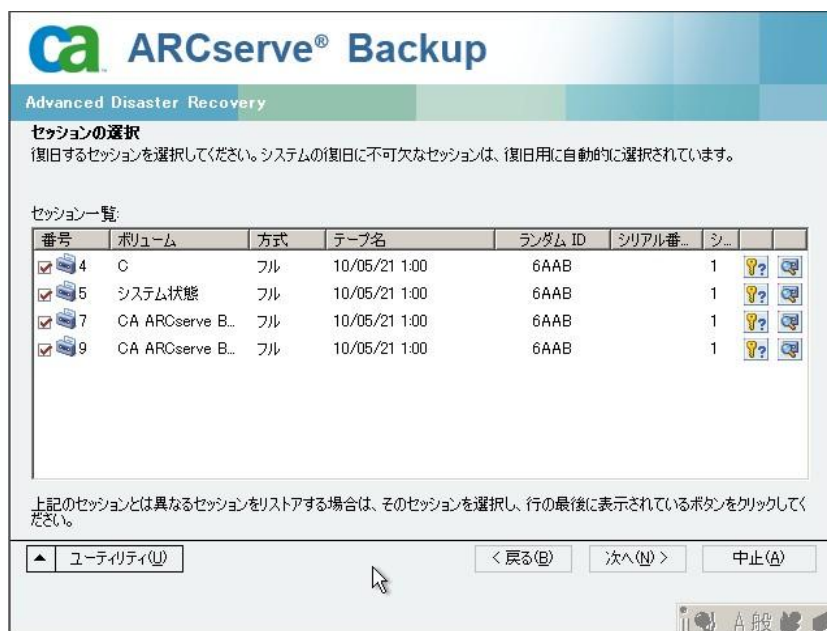 ca ARCserve® Backup
Advanced Disaster Recovery
セッションの選択
復旧するセッションを選択してください。システムの復旧に不可欠なセッションは、復旧用に自動的に選択されています。
セッション一覧:
番号 ボリューム 方式 テープ名 ランダム ID シリアル番... シ...
4 C フル 10/05/21 1:00 6AAB 1
5 システム状態 フル 10/05/21 1:00 6AAB 1
7 CA ARCserve B... フル 10/05/21 1:00 6AAB 1
9 CA ARCserve B... フル 10/05/21 1:00 6AAB 1
上記のセッションとは異なるセッションをリストアする場合は、そのセッションを選択し、行の最後に表示されているボタンをクリックしてく
ださい。
ユーティリティ(U) < 戻る(B) 次へ(N) > 中止(A)
A 般